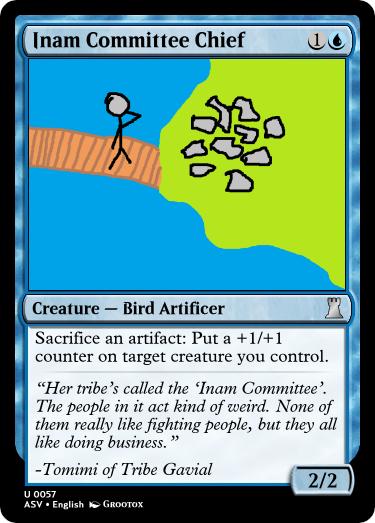 Inam Committee Chief 1
Creature — Bird Artificer
Sacrifice an artifact: Put a +1/+1
counter on target creature you control.
“Her tribe’s called the ‘Inam Committee’.
The people in it act kind of weird. None of
them really like fighting people, but they all
like doing business.”
-Tomimi of Tribe Gavial
2/2
U 0057
ASV • English Grootox